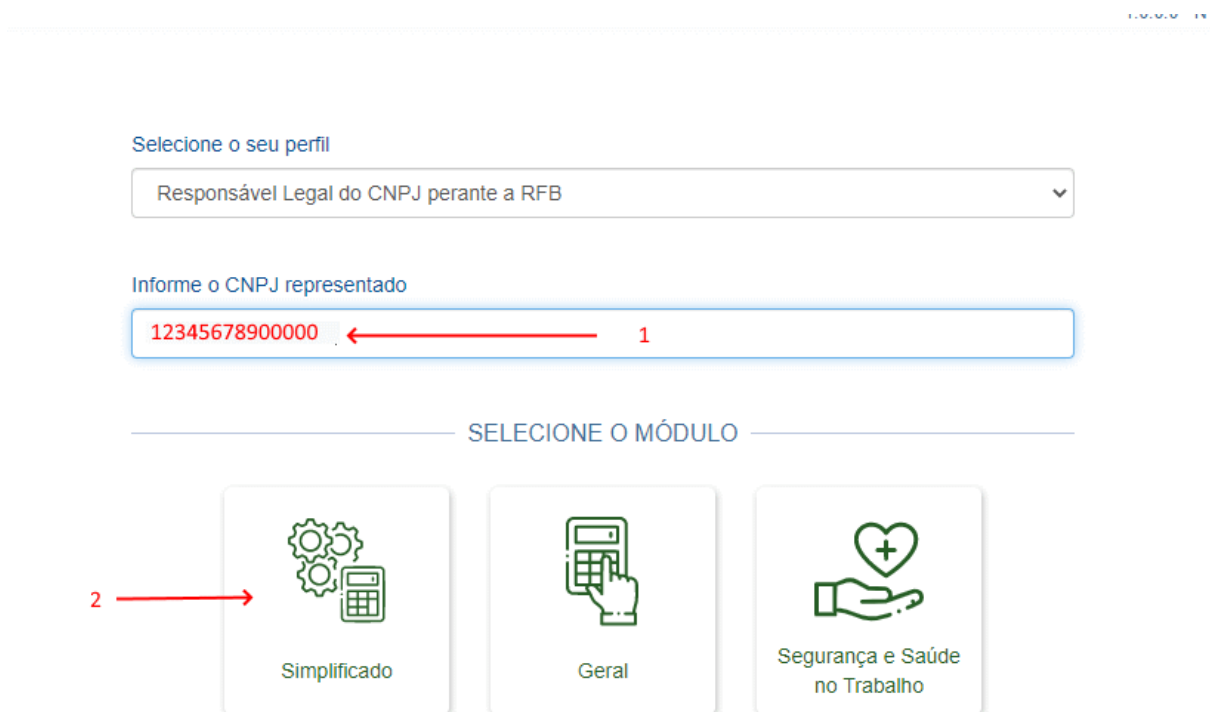 Selecione o seu perfil
Responsável Legal do CNPJ perante a RFB
Informe o CNPJ representado
12345678900000
1
SELECIONE O MÓDULO
2
Simplificado
Geral
Segurança e Saúde
no Trabalho